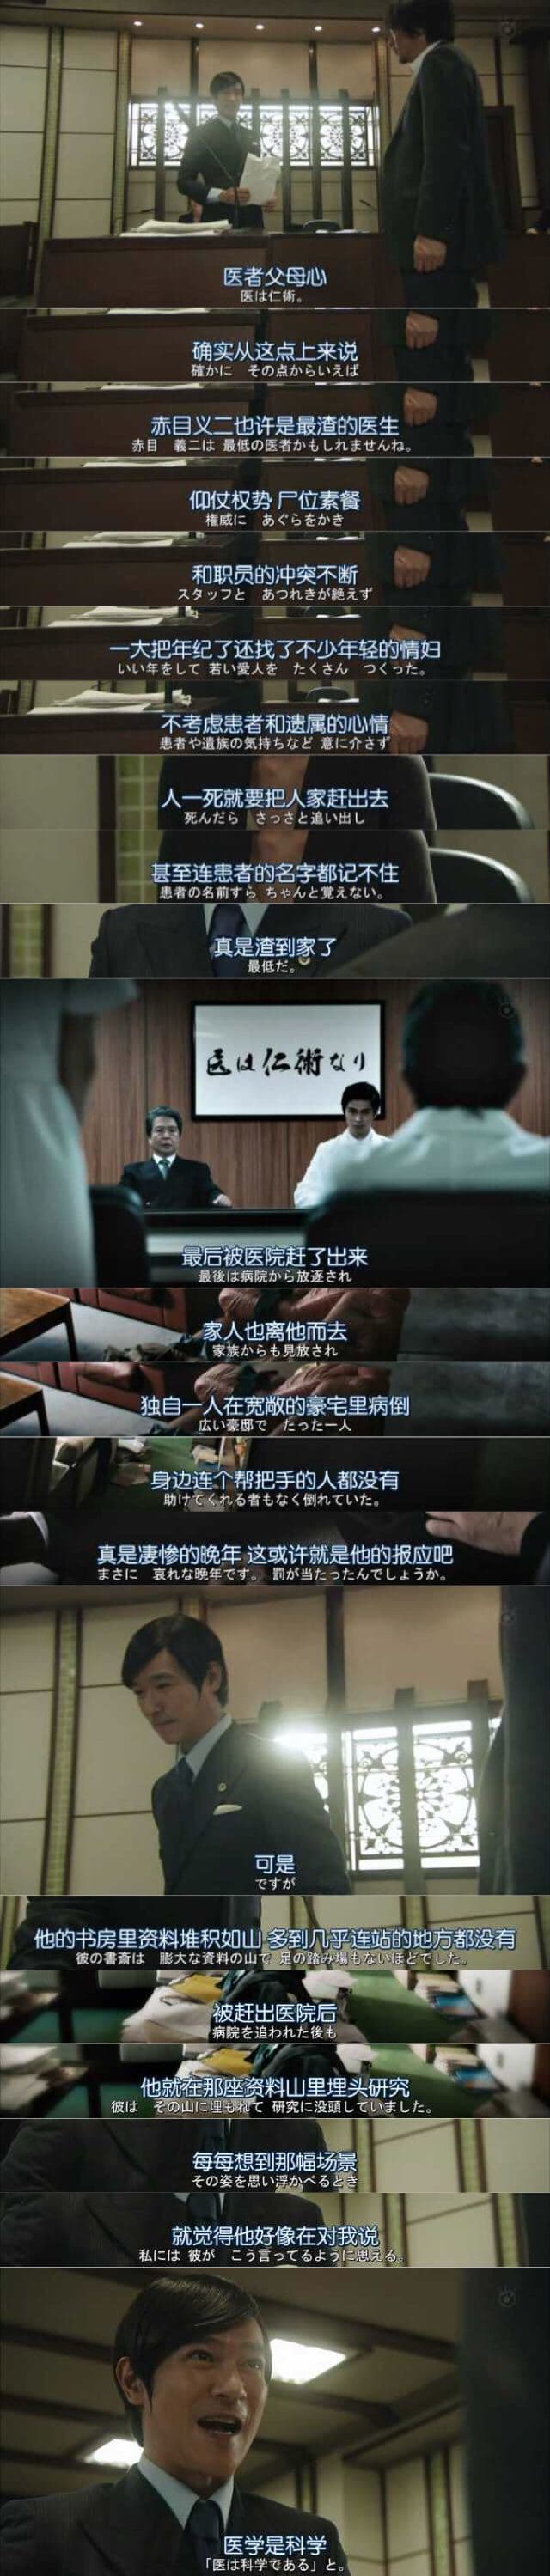 医者父母心
医は仁術。
确实从这点上来说
確かに その点からいえば
赤目义二也许是最渣的医生
赤目 義二は 最低の医者かもしれませんね。
仰仗权势 尸位素餐
権威に あぐらをかき
和职员的冲突不断
スタッフと あつれきが絶えず
一大把年纪了还找了不少年轻的情妇
いい年をして 若い愛人を たくさん つくった。
不考虑患者和遗属的心情
患者や遺族の気持ちなど 意に介さず
人一死就要把人家赶出去
死んだら さっさと追い出し
甚至连患者的名字都记不住
患者の名前すら ちゃんと覚えない。
真是渣到家了
最低だ。
医は仁術なり
最后被医院赶了出来
最後は病院から放逐され
家人也离他而去
家族からも見放され
独自一人在宽敞的豪宅里病倒
広い豪邸で たった一人
身边连个帮把手的人都没有
助けてくれる者もなく倒れていた。
真是凄惨的晚年 这或许就是他的报应吧
まさに 哀れな晩年です。 罰が当たったんでしょうか。
可是
ですが
他的书房里资料堆积如山 多到几乎连站的地方都没有
彼の書斎は 膨大な資料の山で 足の踏み場もないほどでした。
被赶出医院后
病院を追われた後も
他就在那座资料山里埋头研究
彼は その山に埋もれて 研究に没頭していました。
每每想到那幅场景
その姿を思い浮かべるとき
就觉得他好像在对我说
私には 彼が こう言ってるように思える。
医学是科学
「医は科学である」と。